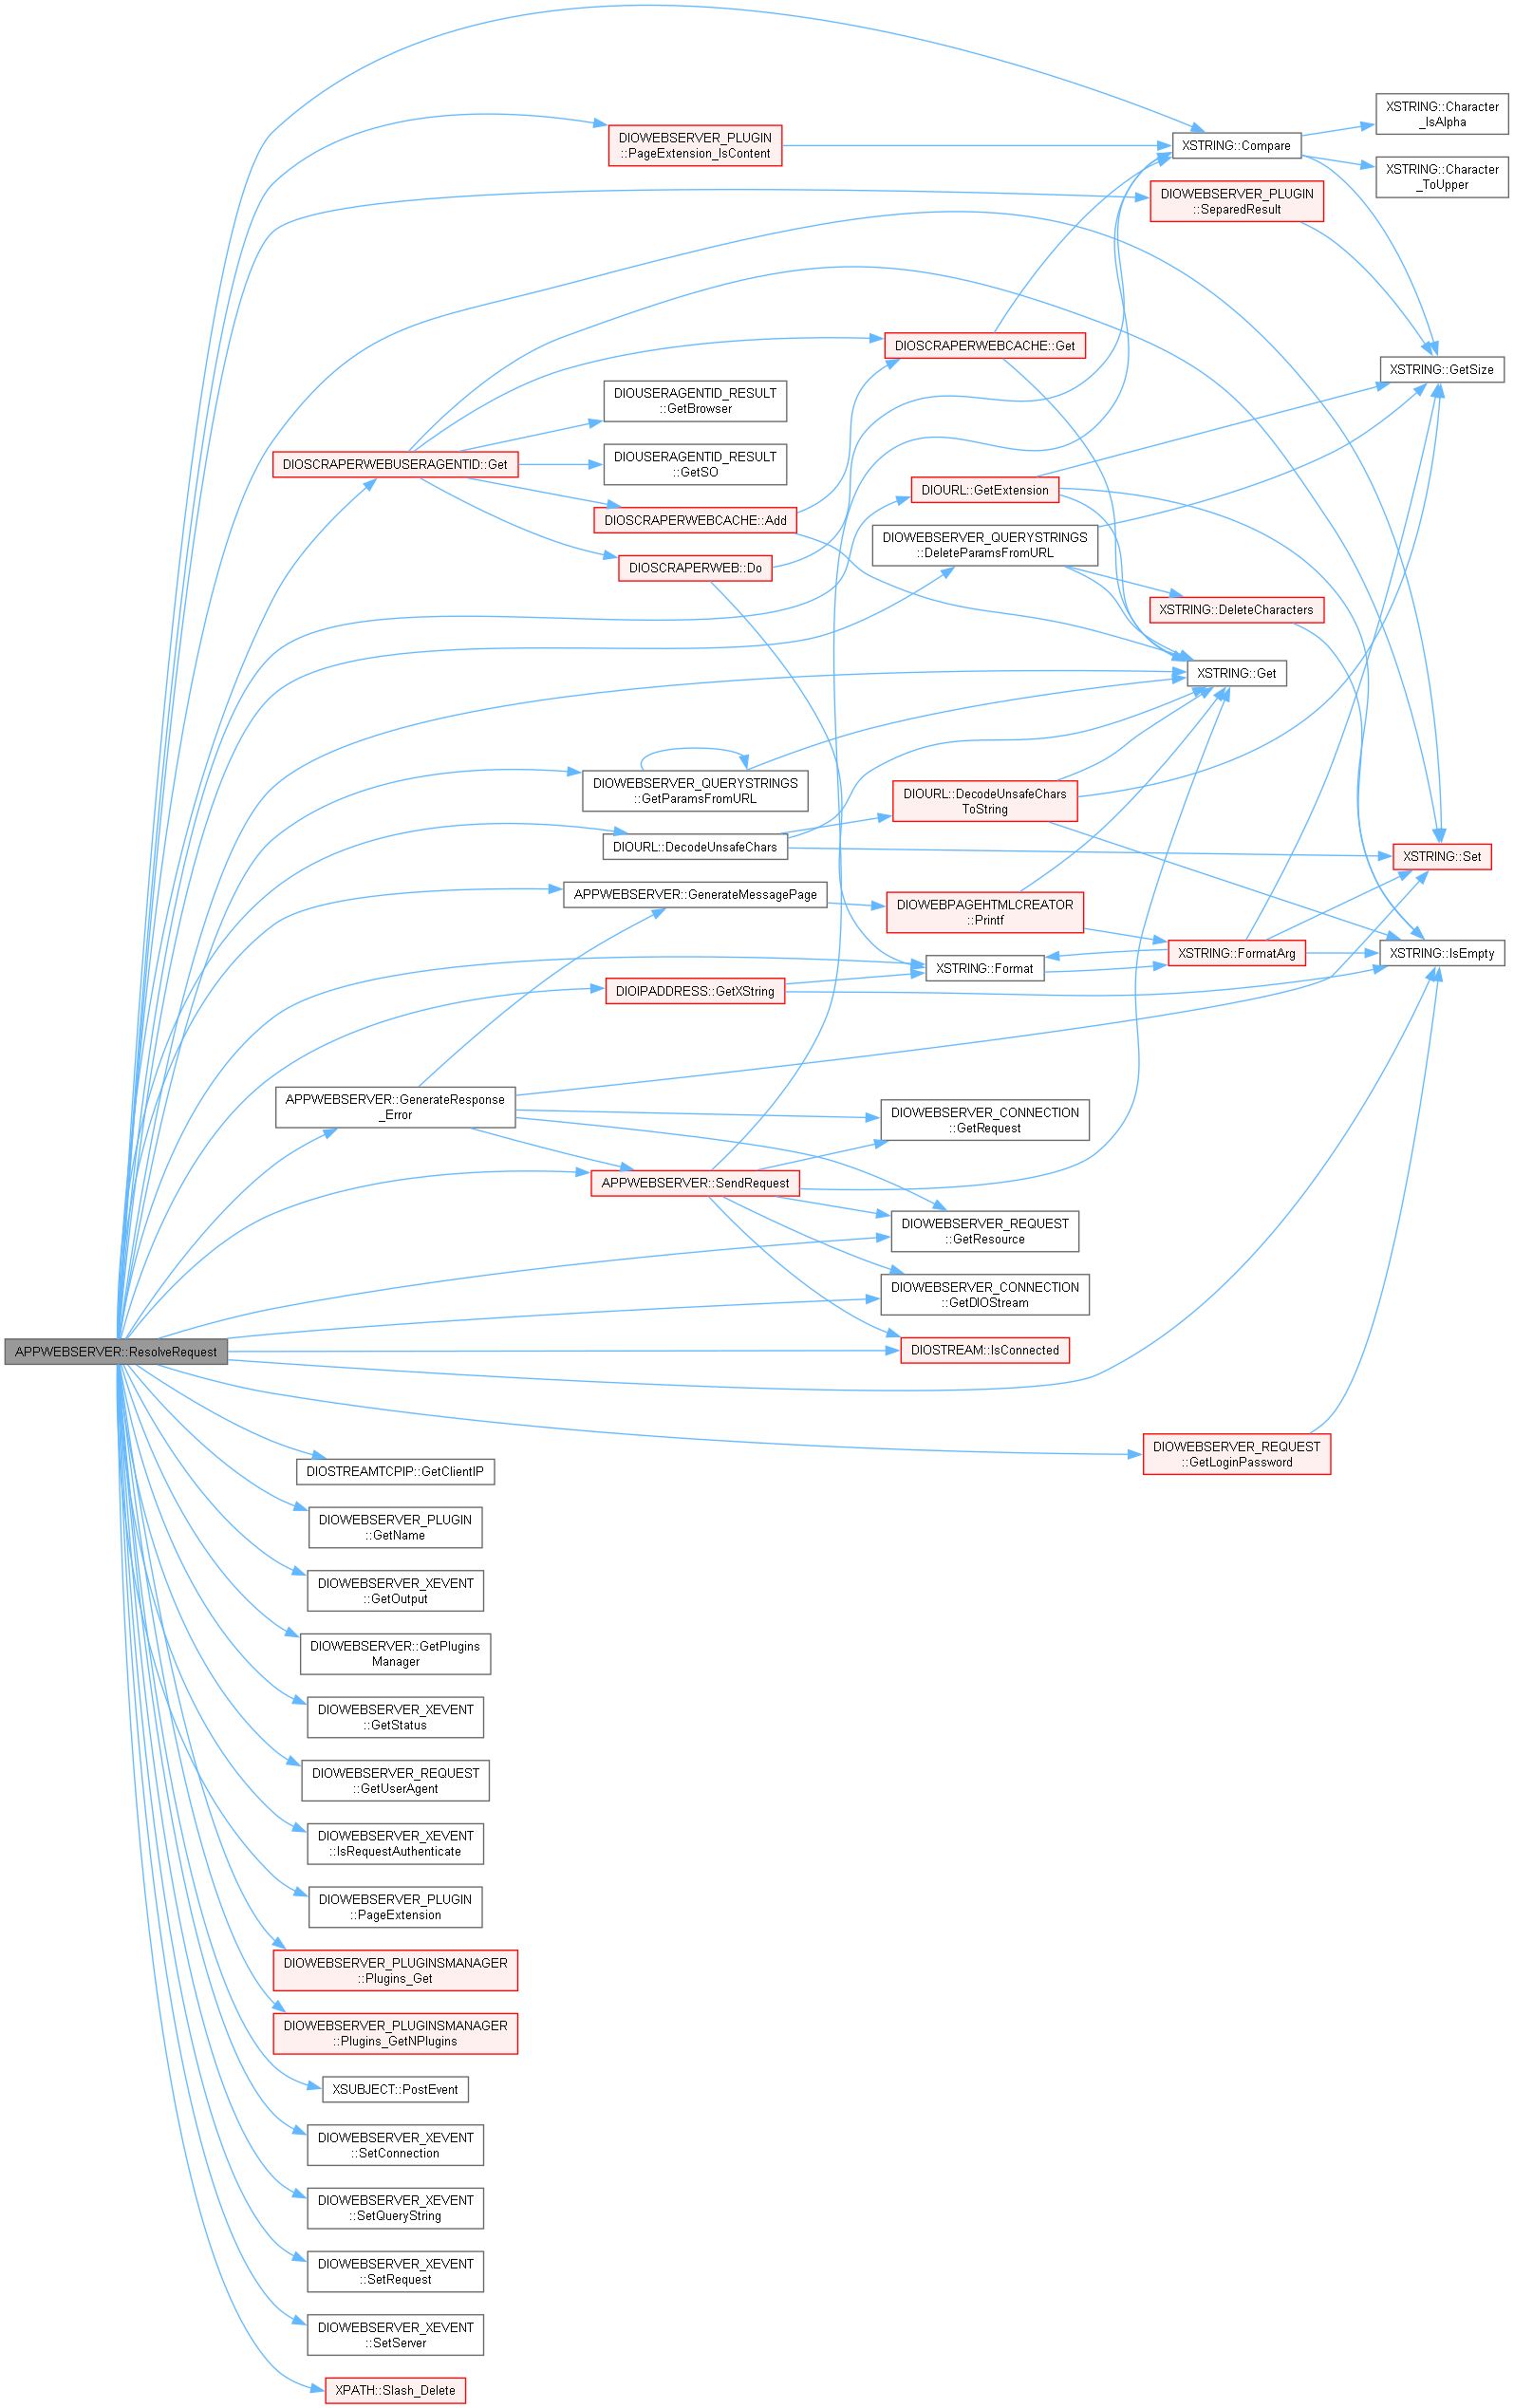 XSTRING::Character
_IsAlpha
DIOWEBSERVER_PLUGIN
::PageExtension_IsContent
XSTRING::Compare
XSTRING::Character
_ToUpper
DIOWEBSERVER_PLUGIN
::SeparedResult
DIOSCRAPERWEBCACHE::Get
XSTRING::GetSize
DIOUSERAGENTID_RESULT
::GetBrowser
DIOSCRAPERWEBUSERAGENTID::Get
DIOUSERAGENTID_RESULT
::GetSO
DIOURL::GetExtension
DIOSCRAPERWEBCACHE::Add
DIOWEBSERVER_QUERYSTRINGS
::DeleteParamsFromURL
DIOSCRAPERWEB::Do
XSTRING::DeleteCharacters
XSTRING::Get
DIOWEBSERVER_QUERYSTRINGS
::GetParamsFromURL
DIOURL::DecodeUnsafeChars
ToString
DIOURL::DecodeUnsafeChars
XSTRING::Set
APPWEBSERVER::GenerateMessagePage
DIOWEBPAGEHTMLCREATOR
::Printf
XSTRING::FormatArg
XSTRING::IsEmpty
XSTRING::Format
DIOIPADDRESS::GetXString
APPWEBSERVER::GenerateResponse
_Error
DIOWEBSERVER_CONNECTION
::GetRequest
APPWEBSERVER::SendRequest
DIOWEBSERVER_REQUEST
::GetResource
DIOWEBSERVER_CONNECTION
::GetDIOStream
APPWEBSERVER::ResolveRequest
DIOSTREAM::IsConnected
DIOWEBSERVER_REQUEST
::GetLoginPassword
DIOSTREAMTCPIP::GetClientIP
DIOWEBSERVER_PLUGIN
::GetName
DIOWEBSERVER_XEVENT
::GetOutput
DIOWEBSERVER::GetPlugins
Manager
DIOWEBSERVER_XEVENT
::GetStatus
DIOWEBSERVER_REQUEST
::GetUserAgent
DIOWEBSERVER_XEVENT
::IsRequestAuthenticate
DIOWEBSERVER_PLUGIN
::PageExtension
DIOWEBSERVER_PLUGINSMANAGER
::Plugins_Get
DIOWEBSERVER_PLUGINSMANAGER
::Plugins_GetNPlugins
XSUBJECT::PostEvent
DIOWEBSERVER_XEVENT
::SetConnection
DIOWEBSERVER_XEVENT
::SetQueryString
DIOWEBSERVER_XEVENT
::SetRequest
DIOWEBSERVER_XEVENT
::SetServer
XPATH::Slash_Delete